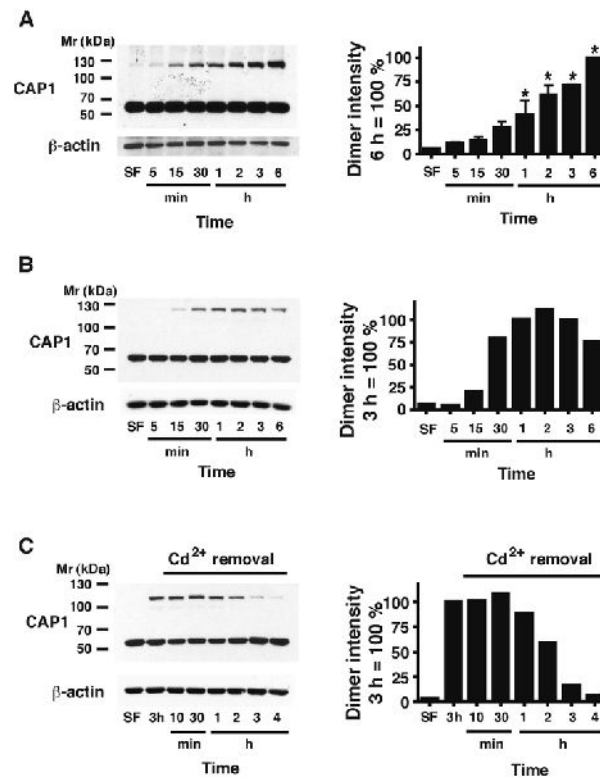 A
Mr (kDa)
130
100
70
50
CAP1
β-actin
SF 5 15 30 1 2 3 6
min h
Time
Dimer intensity
6 h = 100 %
100
75
50
25
0
* * * *
SF 5 15 30 1 2 3 6
min h
Time
B
Mr (kDa)
130
100
70
50
CAP1
β-actin
SF 5 15 30 1 2 3 6
min h
Time
Dimer intensity
3 h = 100 %
100
75
50
25
0
SF 5 15 30 1 2 3 6
min h
Time
C
Cd2+ removal
Mr (kDa)
130
100
70
50
CAP1
β-actin
SF 3h 10 30 1 2 3 4
min h
Time
Cd2+ removal
Dimer intensity
3 h = 100 %
100
75
50
25
0
SF 3h 10 30 1 2 3 4
min h
Time